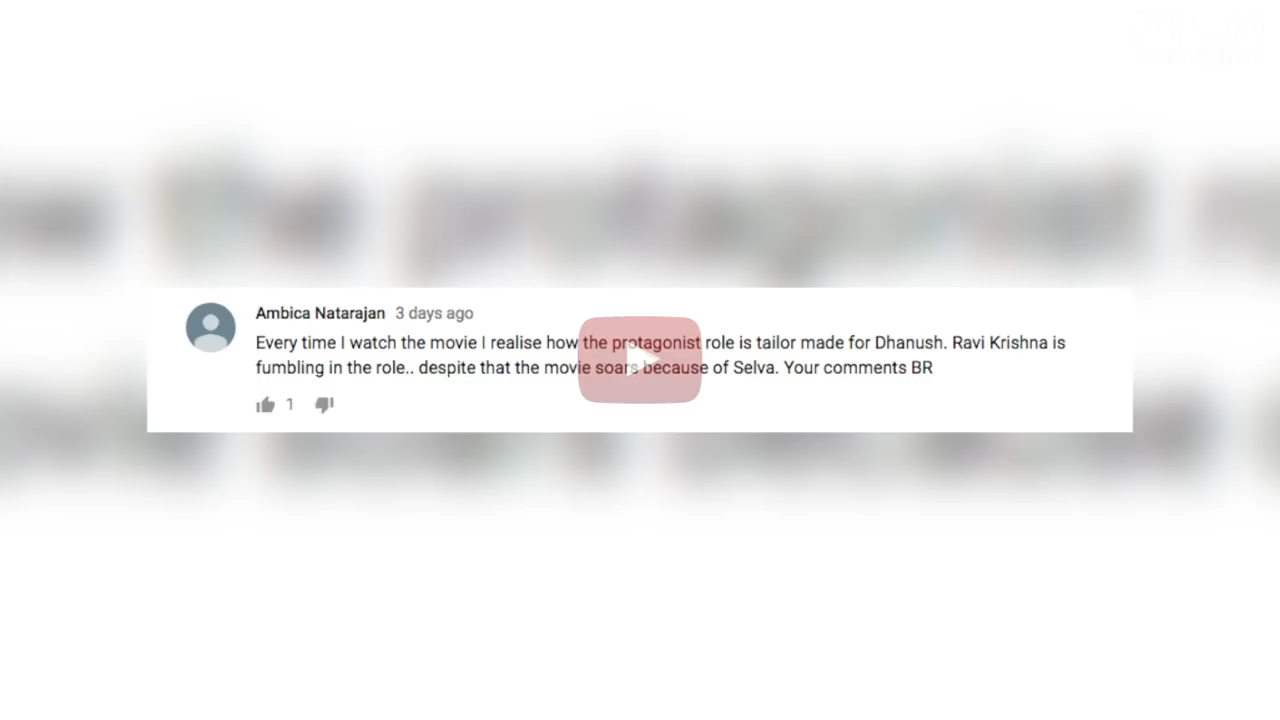 Ambica Natarajan 3 days ago
Every time I watch the movie I realise how the protagonist role is tailor made for Dhanush. Ravi Krishna is
fumbling in the role.. despite that the movie soars because of Selva. Your comments BR
1